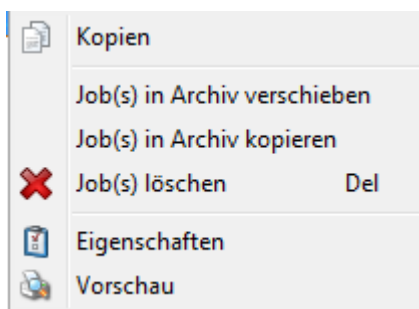 Kopien
Job(s) in Archiv verschieben
Job(s) in Archiv kopieren
Job(s) löschen Del
Eigenschaften
Vorschau